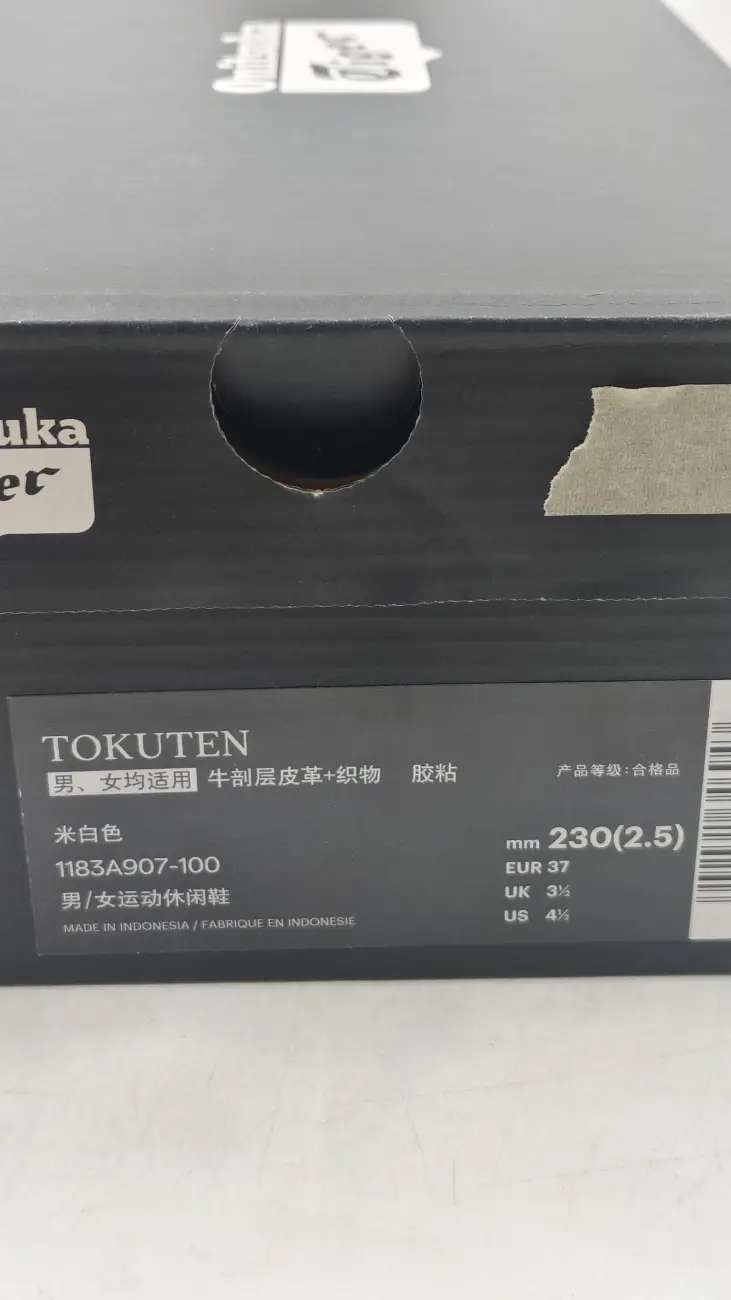 Tiger
uka
er
TOKUTEN
男、女均适用 牛剖层皮革+织物 胶粘
产品等级:合格品
米白色
1183A907-100
男/女运动休闲鞋
MADE IN INDONESIA / FABRIQUE EN INDONESIE
mm 230(2.5)
EUR 37
UK 3½
US 4½